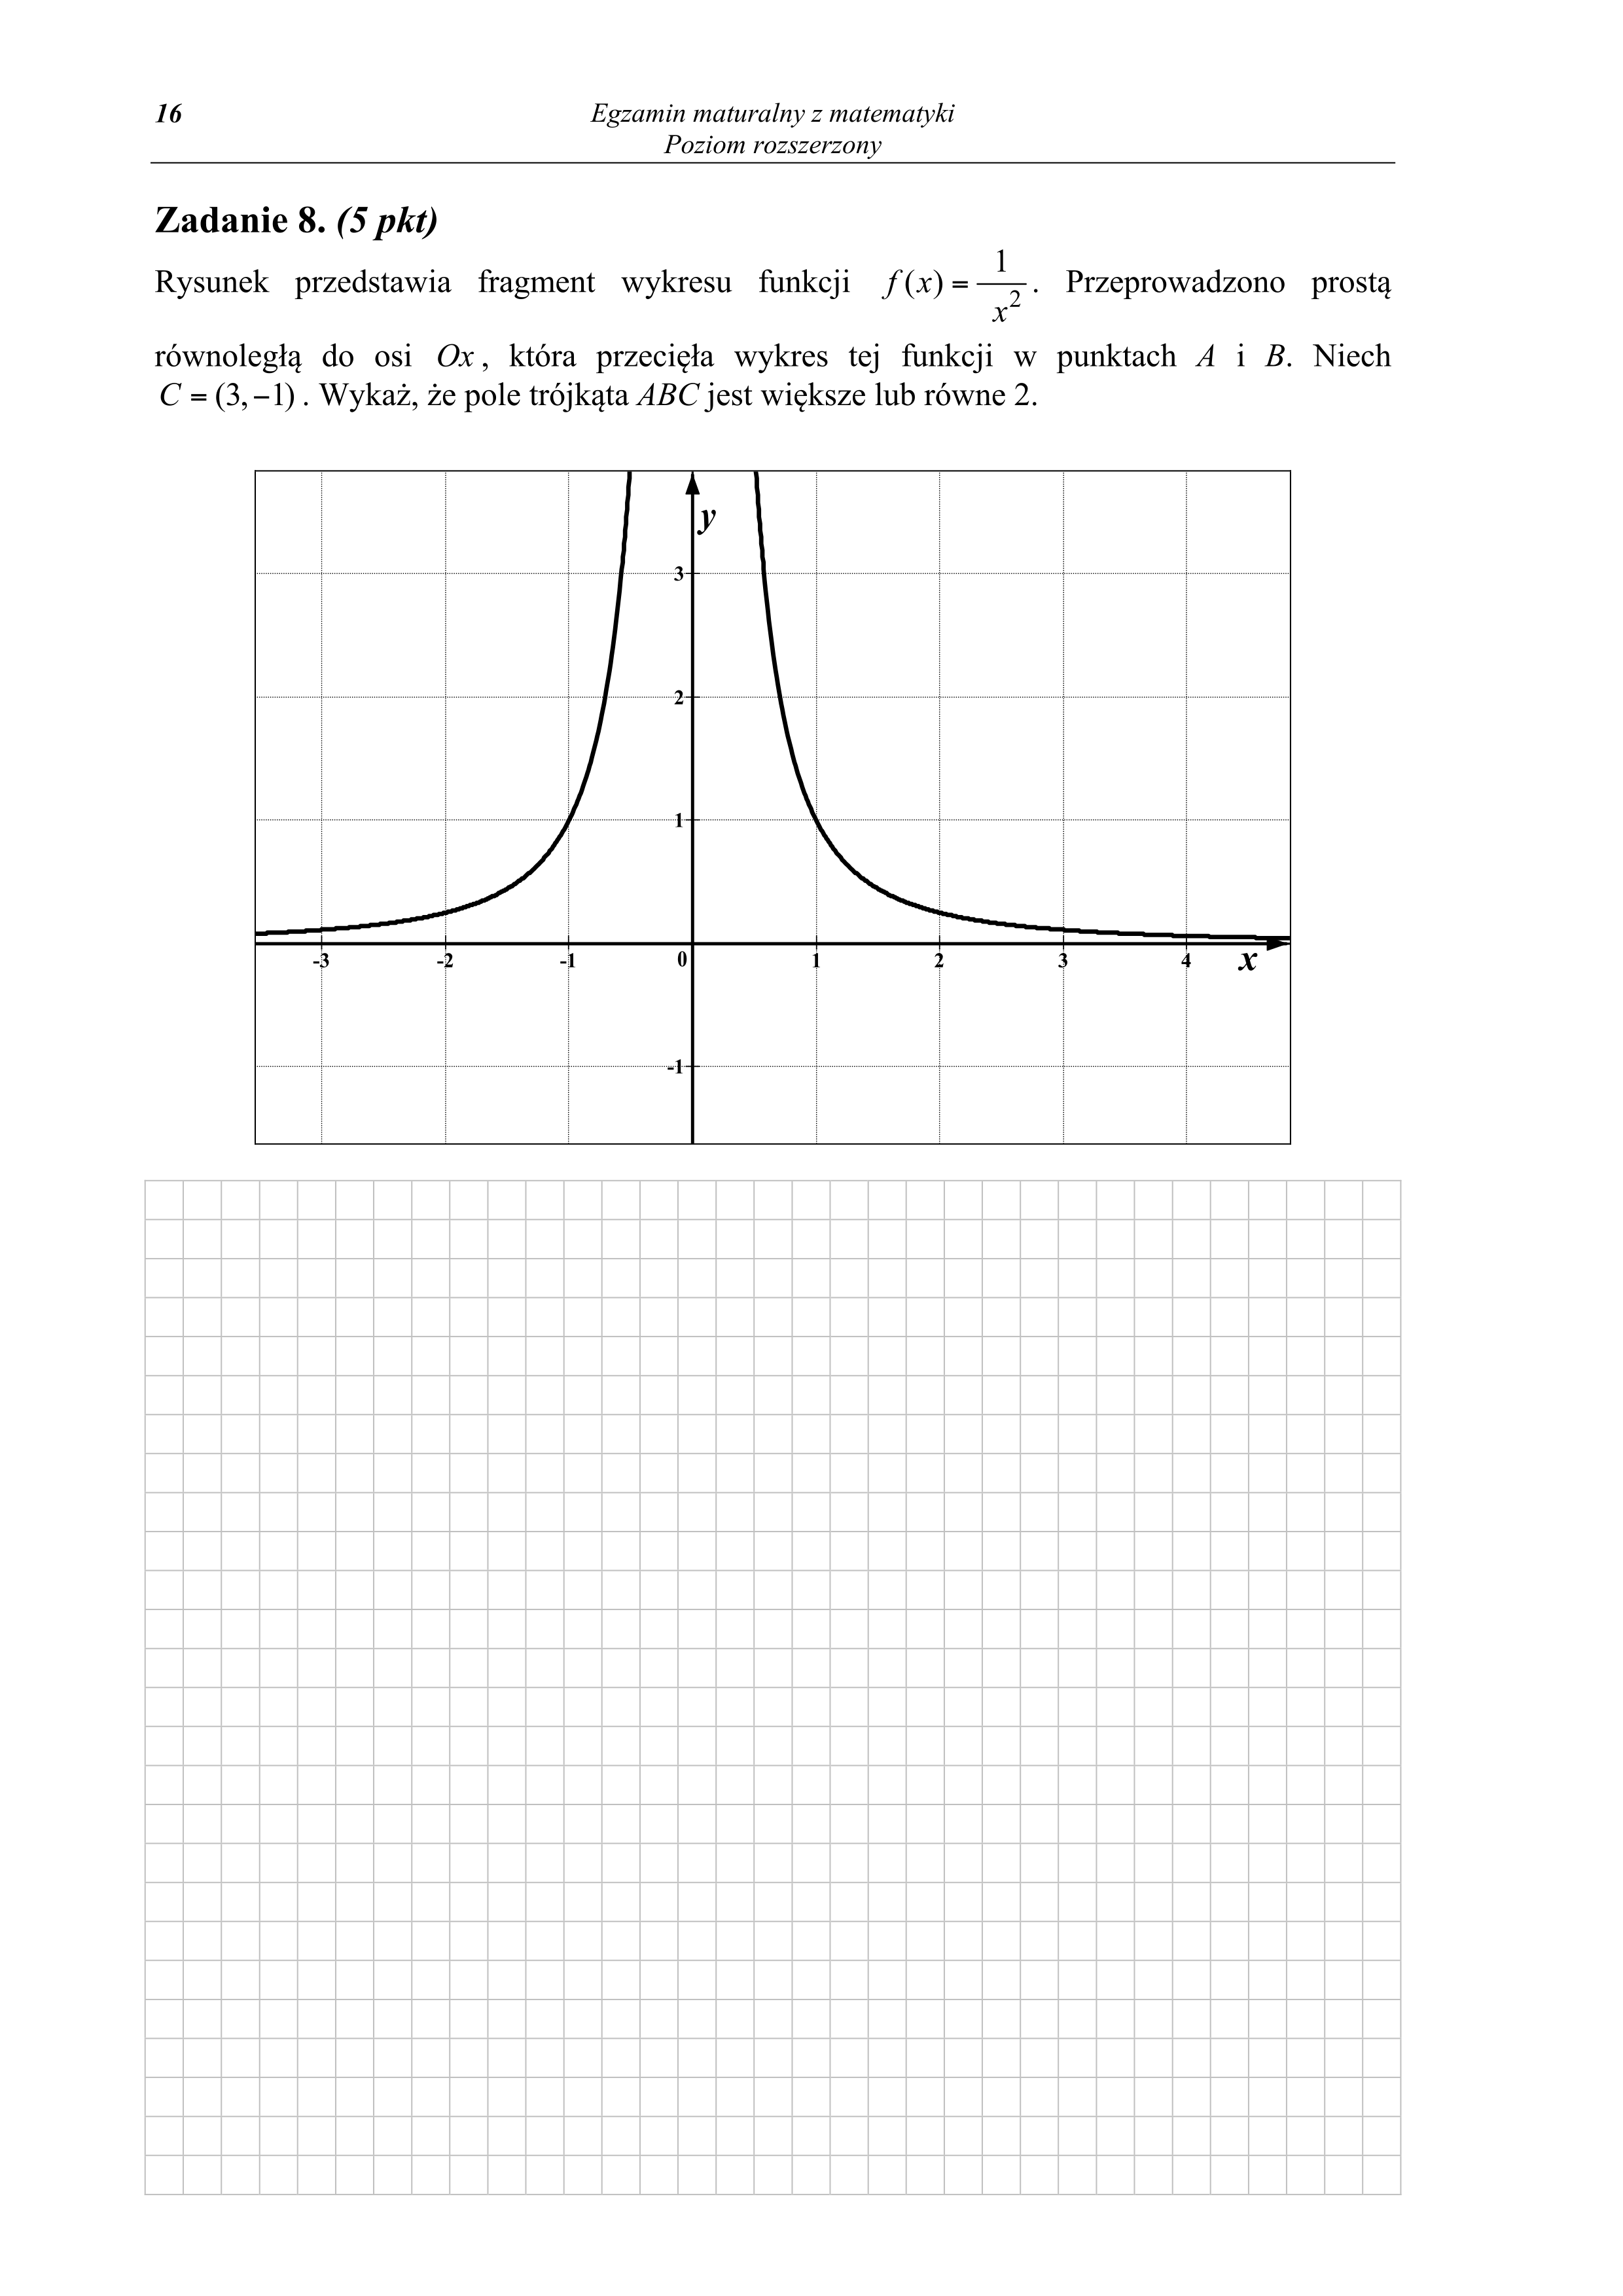 16
Egzamin maturalny z matematyki
Poziom rozszerzony
Zadanie 8. (5 pkt)
Rysunek przedstawia fragment wykresu funkcji f(x) = 1/x². Przeprowadzono prostą
równoległą do osi Ox, która przecięła wykres tej funkcji w punktach A i B. Niech
C = (3, −1). Wykaż, że pole trójkąta ABC jest większe lub równe 2.
y
3
2
1
-3 -2 -1 0 1 2 3 4 x
-1